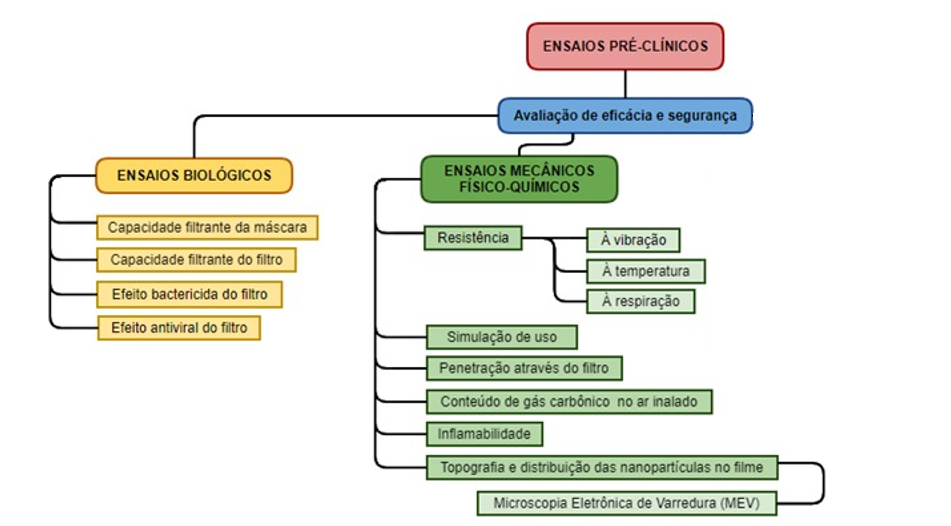 ENSAIOS PRÉ-CLÍNICOS
Avaliação de eficácia e segurança
ENSAIOS BIOLÓGICOS
Capacidade filtrante da máscara
Capacidade filtrante do filtro
Efeito bactericida do filtro
Efeito antiviral do filtro
ENSAIOS MECÂNICOS
FÍSICO-QUÍMICOS
Resistência
À vibração
À temperatura
À respiração
Simulação de uso
Penetração através do filtro
Conteúdo de gás carbônico no ar inalado
Inflamabilidade
Topografia e distribuição das nanopartículas no filme
Microscopia Eletrônica de Varredura (MEV)